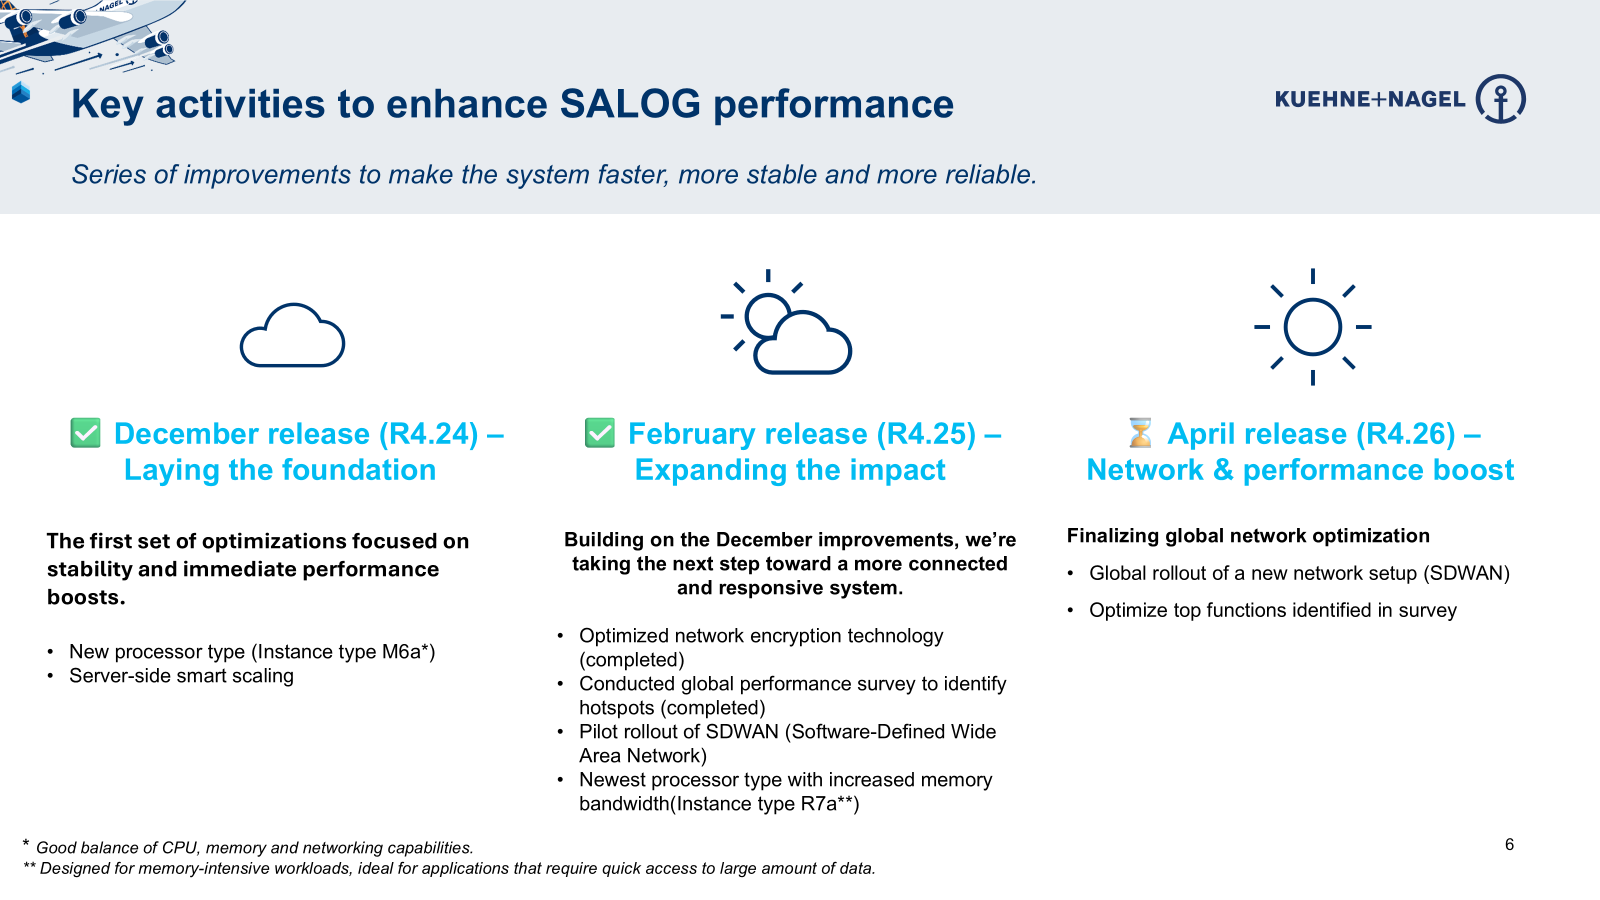 NAGEL
Key activities to enhance SALOG performance
KUEHNE+NAGEL
Series of improvements to make the system faster, more stable and more reliable.
✅ December release (R4.24) –
Laying the foundation
The first set of optimizations focused on
stability and immediate performance
boosts.
• New processor type (Instance type M6a*)
• Server-side smart scaling
✅ February release (R4.25) –
Expanding the impact
Building on the December improvements, we’re
taking the next step toward a more connected
and responsive system.
• Optimized network encryption technology
(completed)
• Conducted global performance survey to identify
hotspots (completed)
• Pilot rollout of SDWAN (Software-Defined Wide
Area Network)
• Newest processor type with increased memory
bandwidth(Instance type R7a**)
⏳ April release (R4.26) –
Network & performance boost
Finalizing global network optimization
• Global rollout of a new network setup (SDWAN)
• Optimize top functions identified in survey
* Good balance of CPU, memory and networking capabilities.
** Designed for memory-intensive workloads, ideal for applications that require quick access to large amount of data.
6